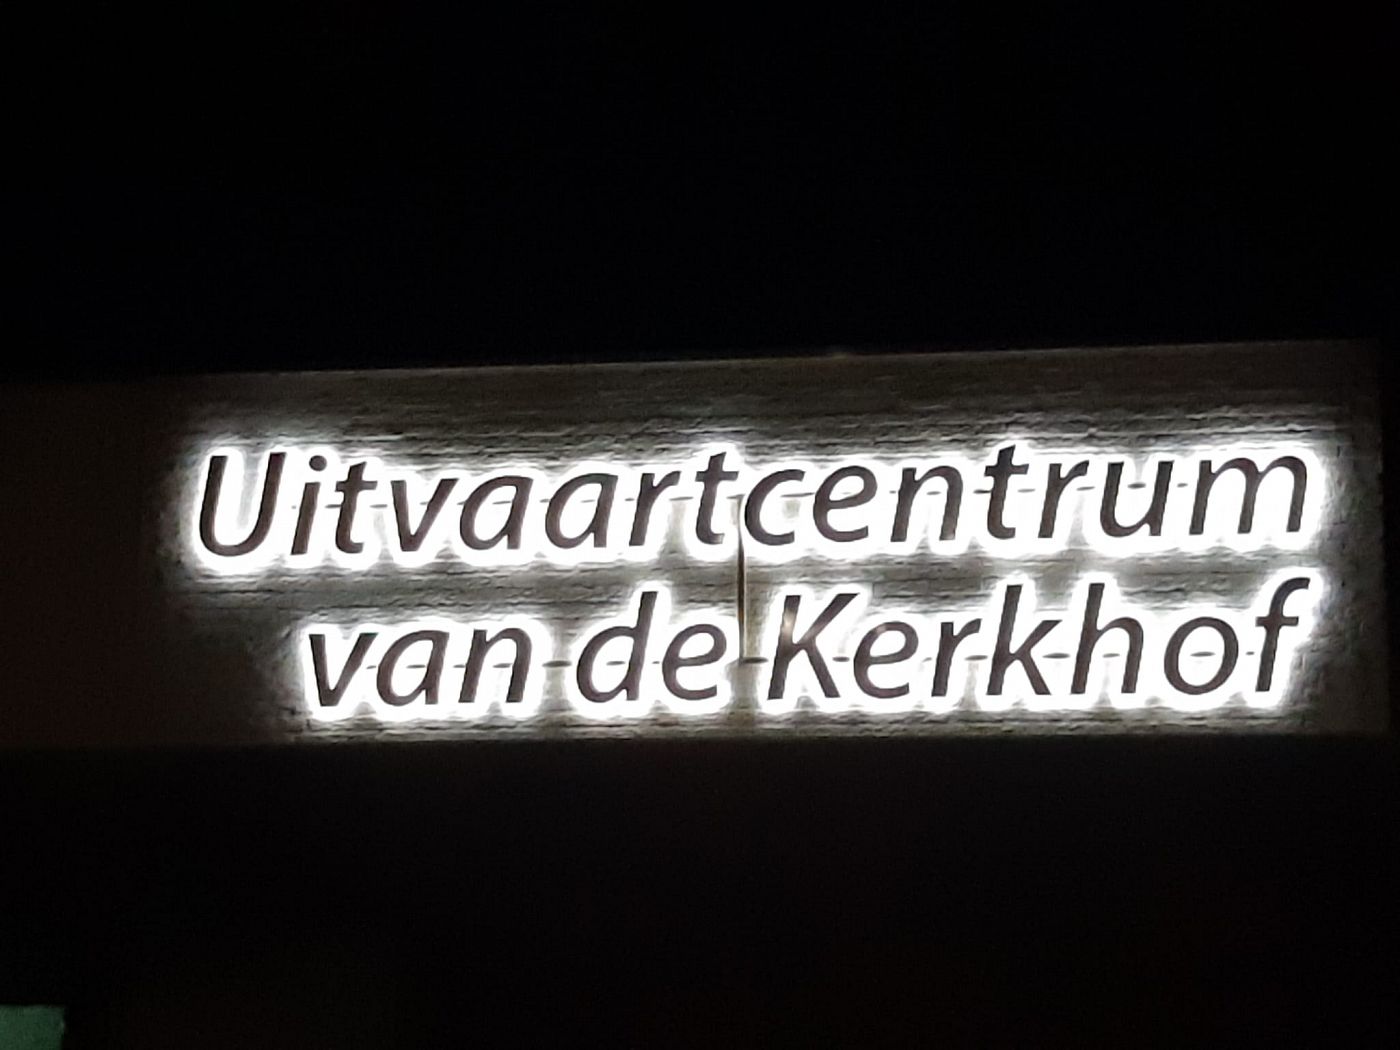 Uitvaartcentrum
van de Kerkhof